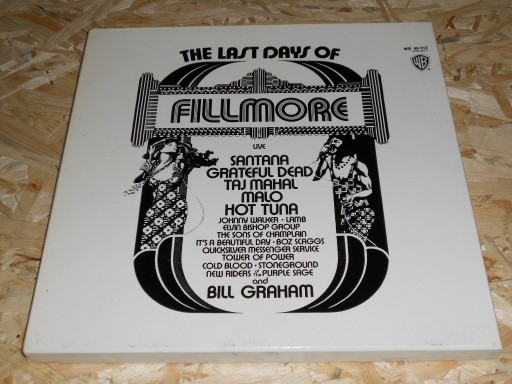 THE LAST DAYS OF
WB
FILLMORE
LIVE
SANTANA
GRATEFUL DEAD
TAJ MAHAL
MALO
HOT TUNA
JOHNNY WALKER · LAMB
ELVIN BISHOP GROUP
THE SONS OF CHAMPLIN
IT'S A BEAUTIFUL DAY · BOZ SCAGGS
QUICKSILVER MESSENGER SERVICE
TOWER OF POWER
COLD BLOOD · STONEGROUND
NEW RIDERS of the PURPLE SAGE
and
BILL GRAHAM